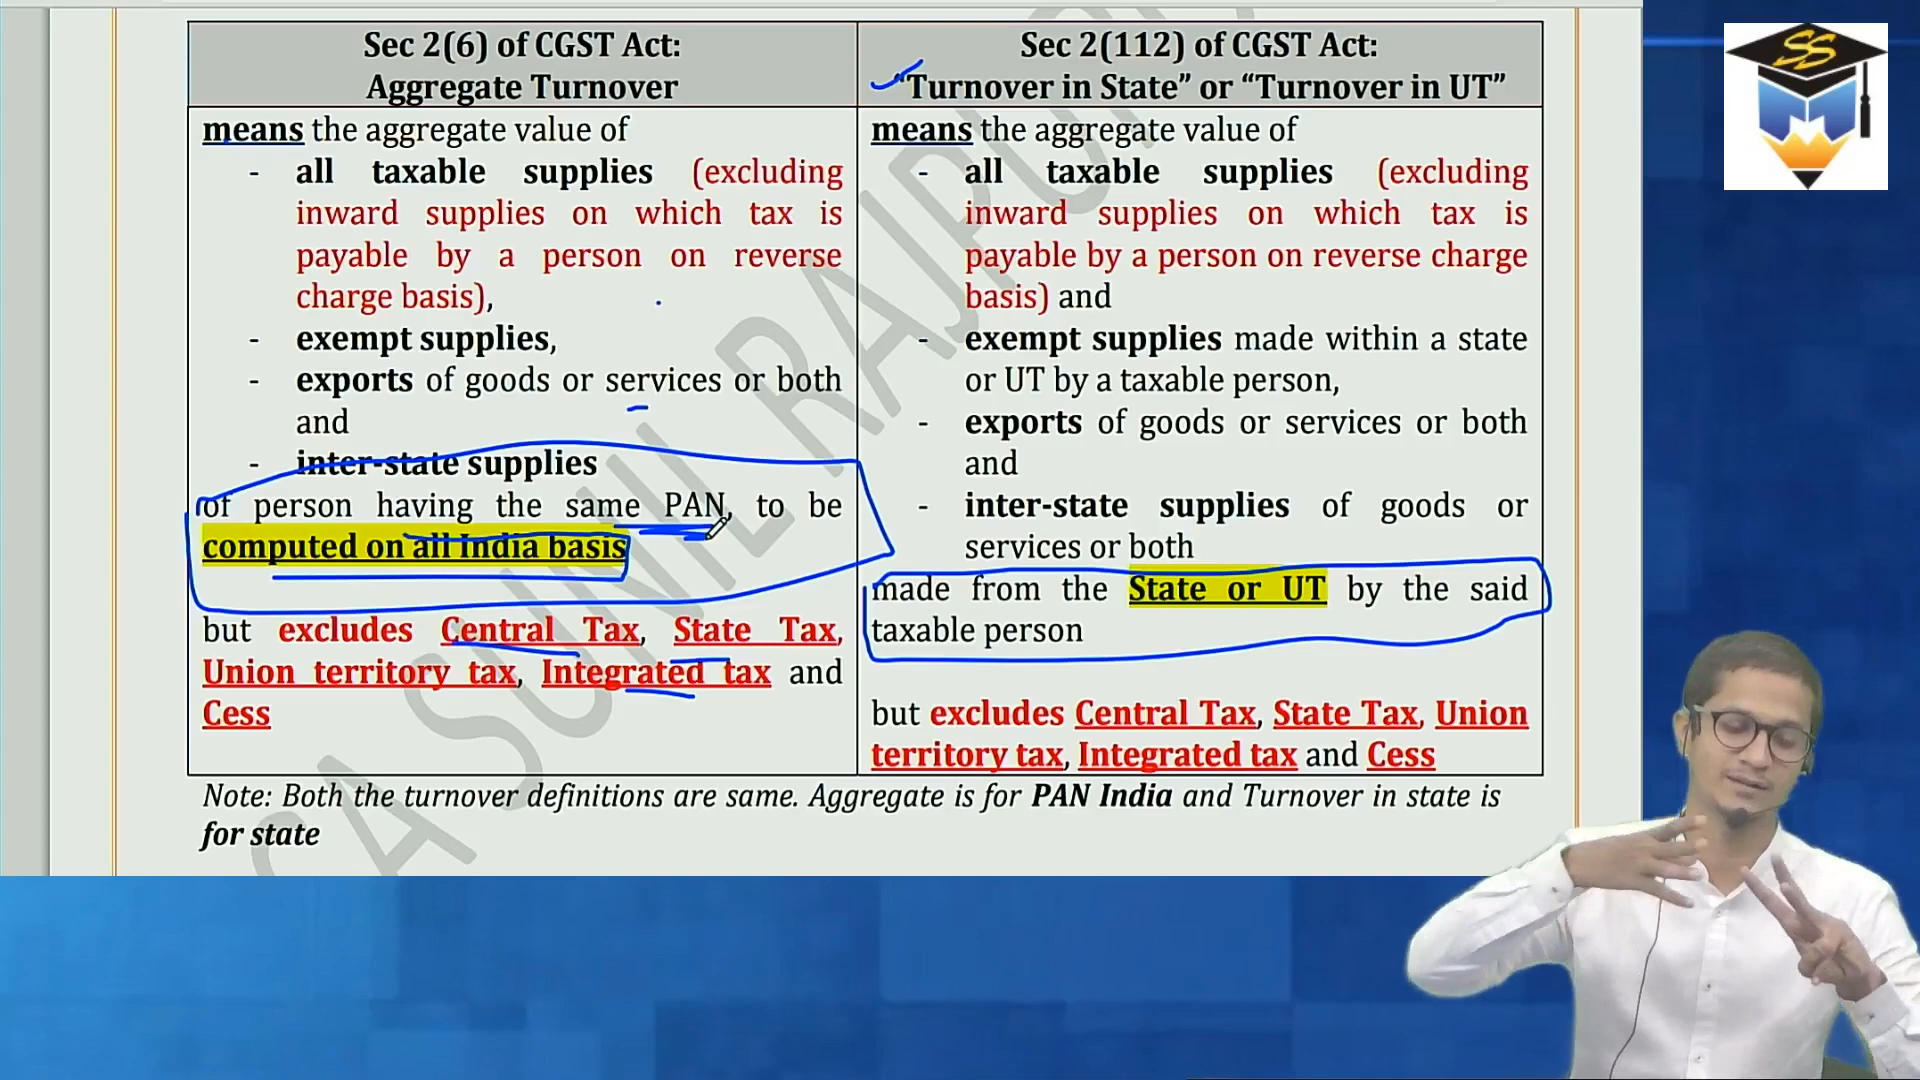 Sec 2(6) of CGST Act:
Aggregate Turnover
means the aggregate value of
- all taxable supplies (excluding
inward supplies on which tax is
payable by a person on reverse
charge basis),
- exempt supplies,
- exports of goods or services or both
and
- inter-state supplies
of person having the same PAN, to be
computed on all India basis
but excludes Central Tax, State Tax,
Union territory tax, Integrated tax and
Cess
Sec 2(112) of CGST Act:
"Turnover in State" or "Turnover in UT"
means the aggregate value of
- all taxable supplies (excluding
inward supplies on which tax is
payable by a person on reverse charge
basis) and
- exempt supplies made within a state
or UT by a taxable person,
- exports of goods or services or both
and
- inter-state supplies of goods or
services or both
made from the State or UT by the said
taxable person
but excludes Central Tax, State Tax, Union
territory tax, Integrated tax and Cess
Note: Both the turnover definitions are same. Aggregate is for PAN India and Turnover in state is
for state
CA SUNIL RAJPUROHIT
SS